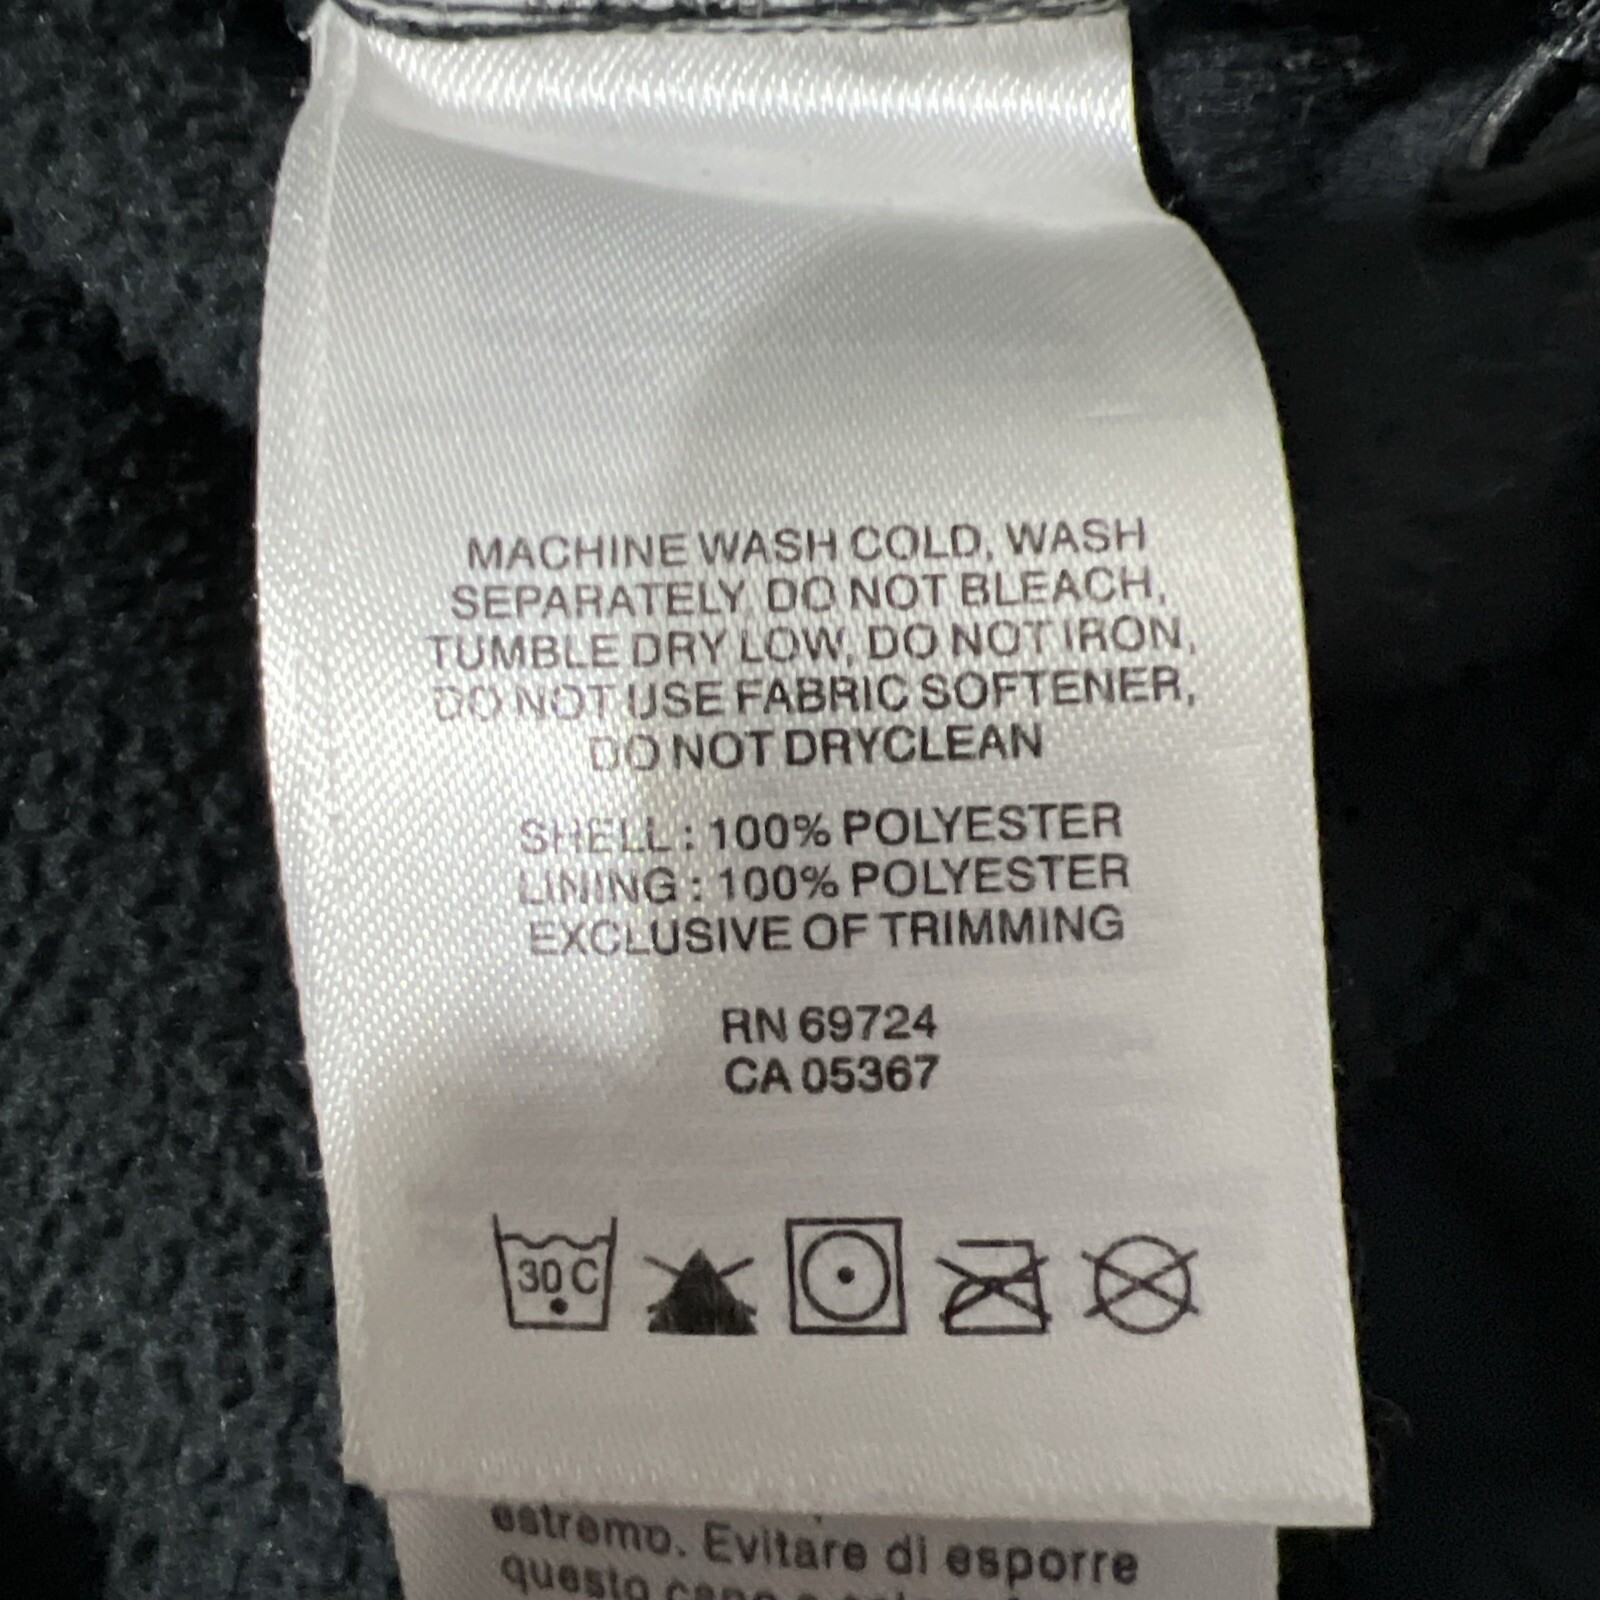 MACHINE WASH COLD, WASH
SEPARATELY, DO NOT BLEACH,
TUMBLE DRY LOW, DO NOT IRON,
DO NOT USE FABRIC SOFTENER,
DO NOT DRYCLEAN
SHELL : 100% POLYESTER
LINING : 100% POLYESTER
EXCLUSIVE OF TRIMMING
RN 69724
CA 05367
30 C
estremo. Evitare di esporre
questo capo